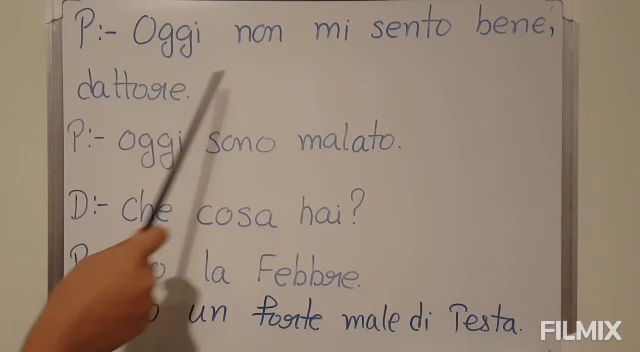 P:- Oggi non mi sento bene,
dattore.
P:- oggi sono malato.
D:- che cosa hai?
la Febbre.
un forte male di Testa.
FILMIX